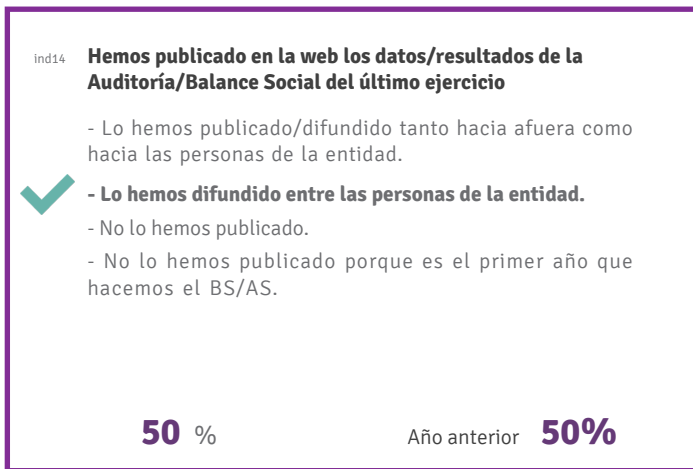 ind14 Hemos publicado en la web los datos/resultados de la
Auditoría/Balance Social del último ejercicio
- Lo hemos publicado/difundido tanto hacia afuera como
hacia las personas de la entidad.
- Lo hemos difundido entre las personas de la entidad.
- No lo hemos publicado.
- No lo hemos publicado porque es el primer año que
hacemos el BS/AS.
50 % Año anterior 50%